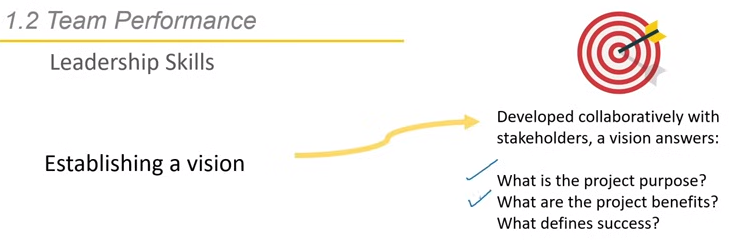 1.2 Team Performance
Leadership Skills
Establishing a vision
Developed collaboratively with
stakeholders, a vision answers:
What is the project purpose?
What are the project benefits?
What defines success?